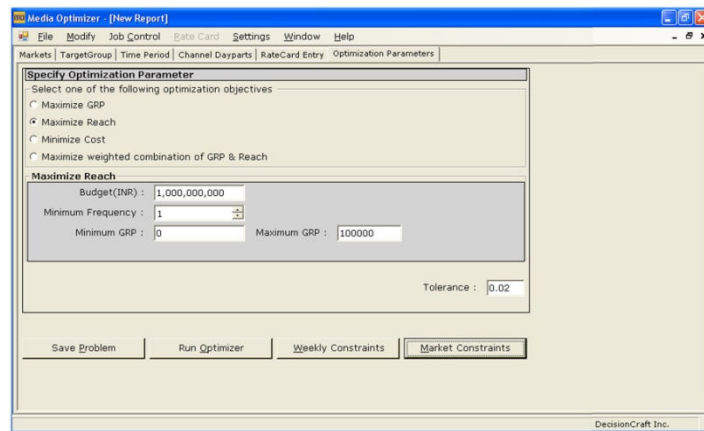 Media Optimizer - [New Report]
File Modify Job Control Rate Card Settings Window Help
Markets TargetGroup Time Period Channel Dayparts RateCard Entry Optimization Parameters
Specify Optimization Parameter
Select one of the following optimization objectives
Maximize GRP
Maximize Reach
Minimize Cost
Maximize weighted combination of GRP & Reach
Maximize Reach
Budget(INR) : 1,000,000,000
Minimum Frequency : 1
Minimum GRP : 0 Maximum GRP : 100000
Tolerance : 0.02
Save Problem Run Optimizer Weekly Constraints Market Constraints
DecisionCraft Inc.